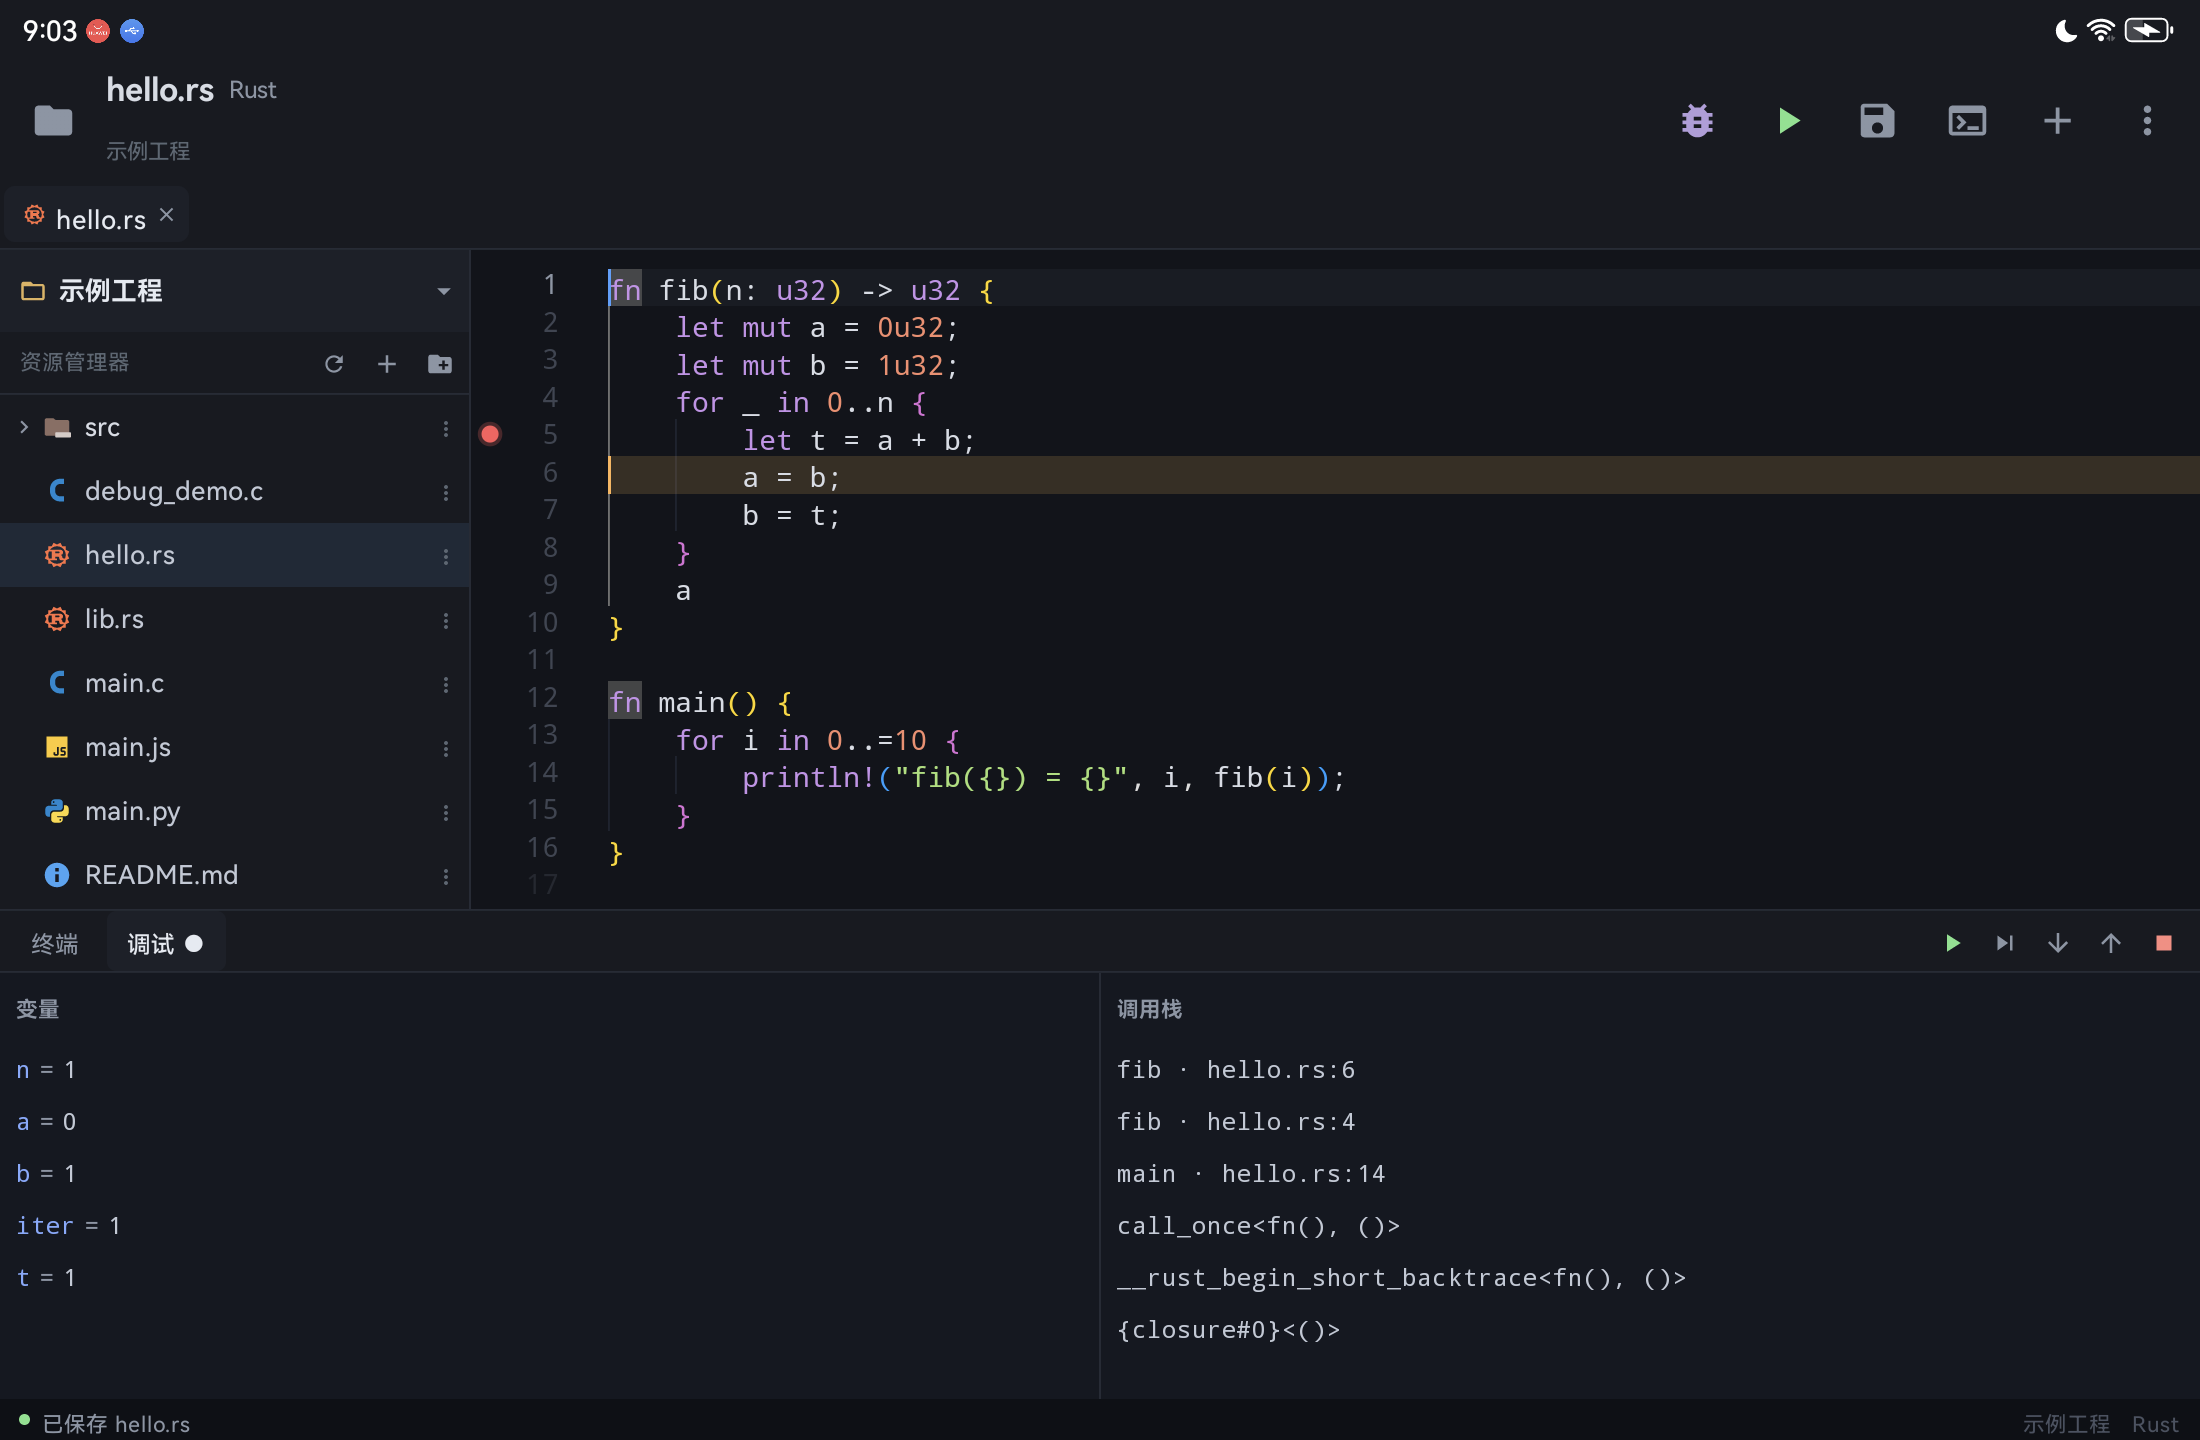 9:03
hello.rs Rust
示例工程
hello.rs
示例工程
资源管理器
src
debug_demo.c
hello.rs
lib.rs
main.c
main.js
main.py
README.md
1 fn fib(n: u32) -> u32 {
2 let mut a = 0u32;
3 let mut b = 1u32;
4 for _ in 0..n {
5 let t = a + b;
6 a = b;
7 b = t;
8 }
9 a
10 }
11
12 fn main() {
13 for i in 0..=10 {
14 println!("fib({}) = {}", i, fib(i));
15 }
16 }
17
终端 调试
变量
n = 1
a = 0
b = 1
iter = 1
t = 1
调用栈
fib · hello.rs:6
fib · hello.rs:4
main · hello.rs:14
call_once<fn(), ()>
__rust_begin_short_backtrace<fn(), ()>
{closure#0}<()>
已保存 hello.rs
示例工程 Rust